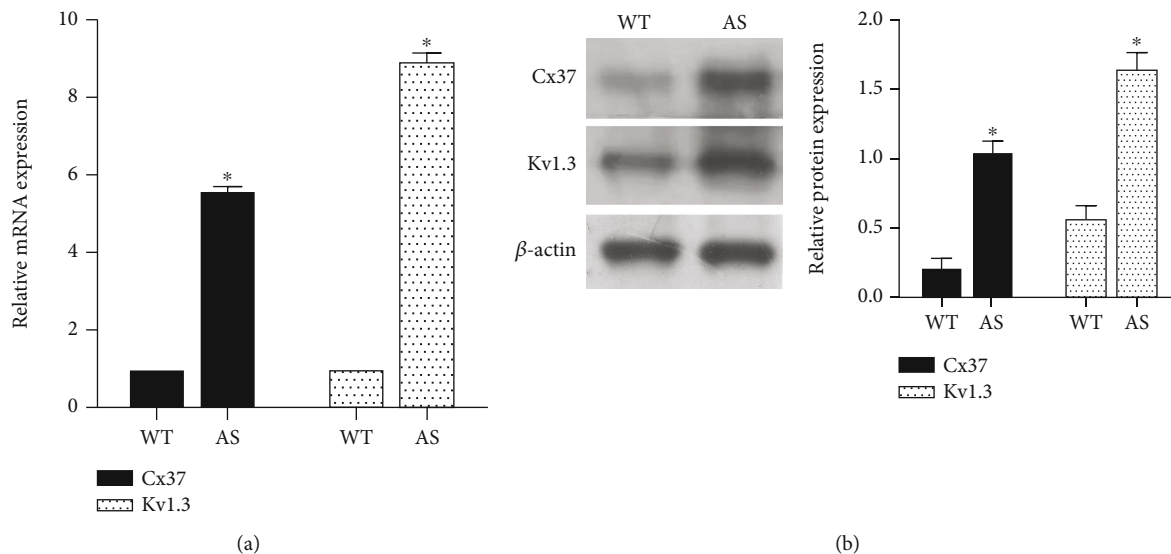 Relative mRNA expression
10
8
6
4
2
0
*
*
WT
AS
WT
AS
Cx37
Kv1.3
(a)
WT
AS
Cx37
Kv1.3
β-actin
Relative protein expression
2.0
1.5
1.0
0.5
0.0
*
*
WT
AS
WT
AS
Cx37
Kv1.3
(b)